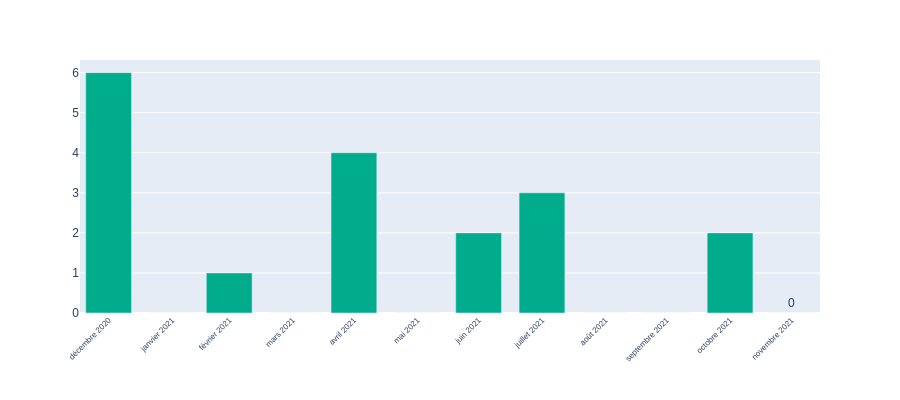 6
5
4
3
2
1
0
0
décembre 2020
janvier 2021
février 2021
mars 2021
avril 2021
mai 2021
juin 2021
juillet 2021
août 2021
septembre 2021
octobre 2021
novembre 2021